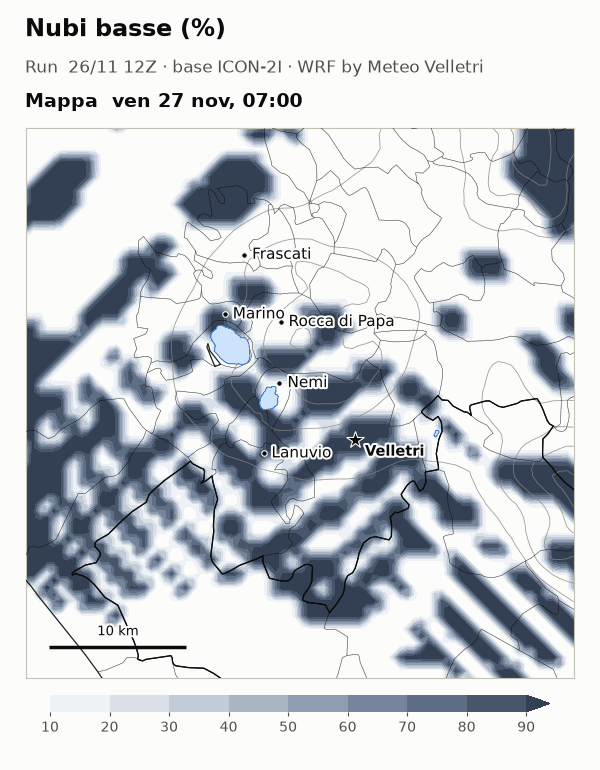 Nubi basse (%)
Run  26/11 12Z · base ICON-2I · WRF by Meteo Velletri
Mappa  ven 27 nov, 07:00
Frascati
Marino
Rocca di Papa
Nemi
Velletri
Lanuvio
10 km
10 20 30 40 50 60 70 80 90